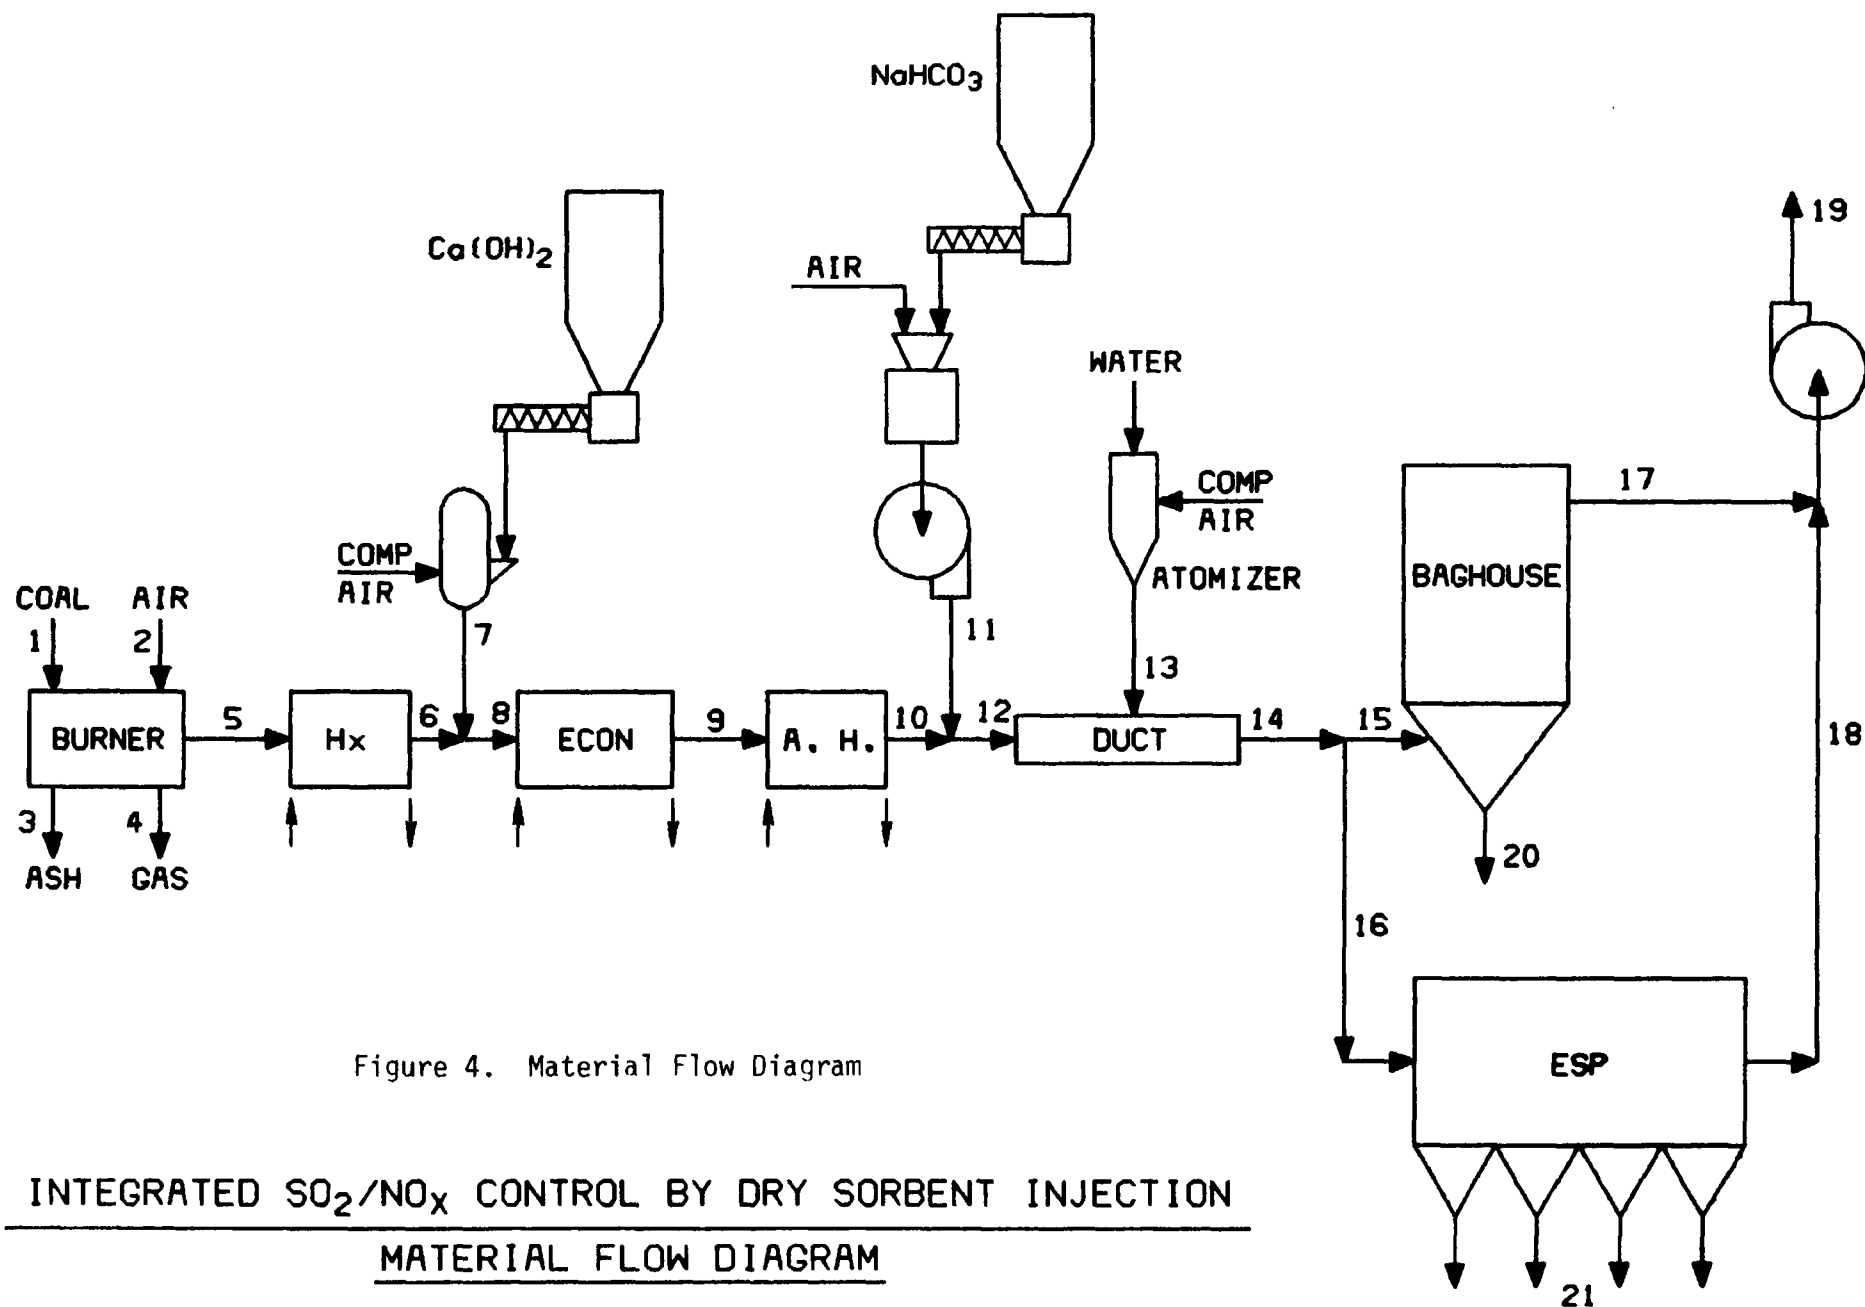 NaHCO3
Ca(OH)2
AIR
19
WATER
17
COMP
AIR
COMP
AIR
ATOMIZER
BAGHOUSE
COAL
AIR
1
2
7
11
13
5
6
8
9
10
12
14
15
18
BURNER
Hx
ECON
A. H.
DUCT
3
4
20
ASH
GAS
16
ESP
Figure 4. Material Flow Diagram
INTEGRATED SO2/NOX CONTROL BY DRY SORBENT INJECTION
MATERIAL FLOW DIAGRAM
21